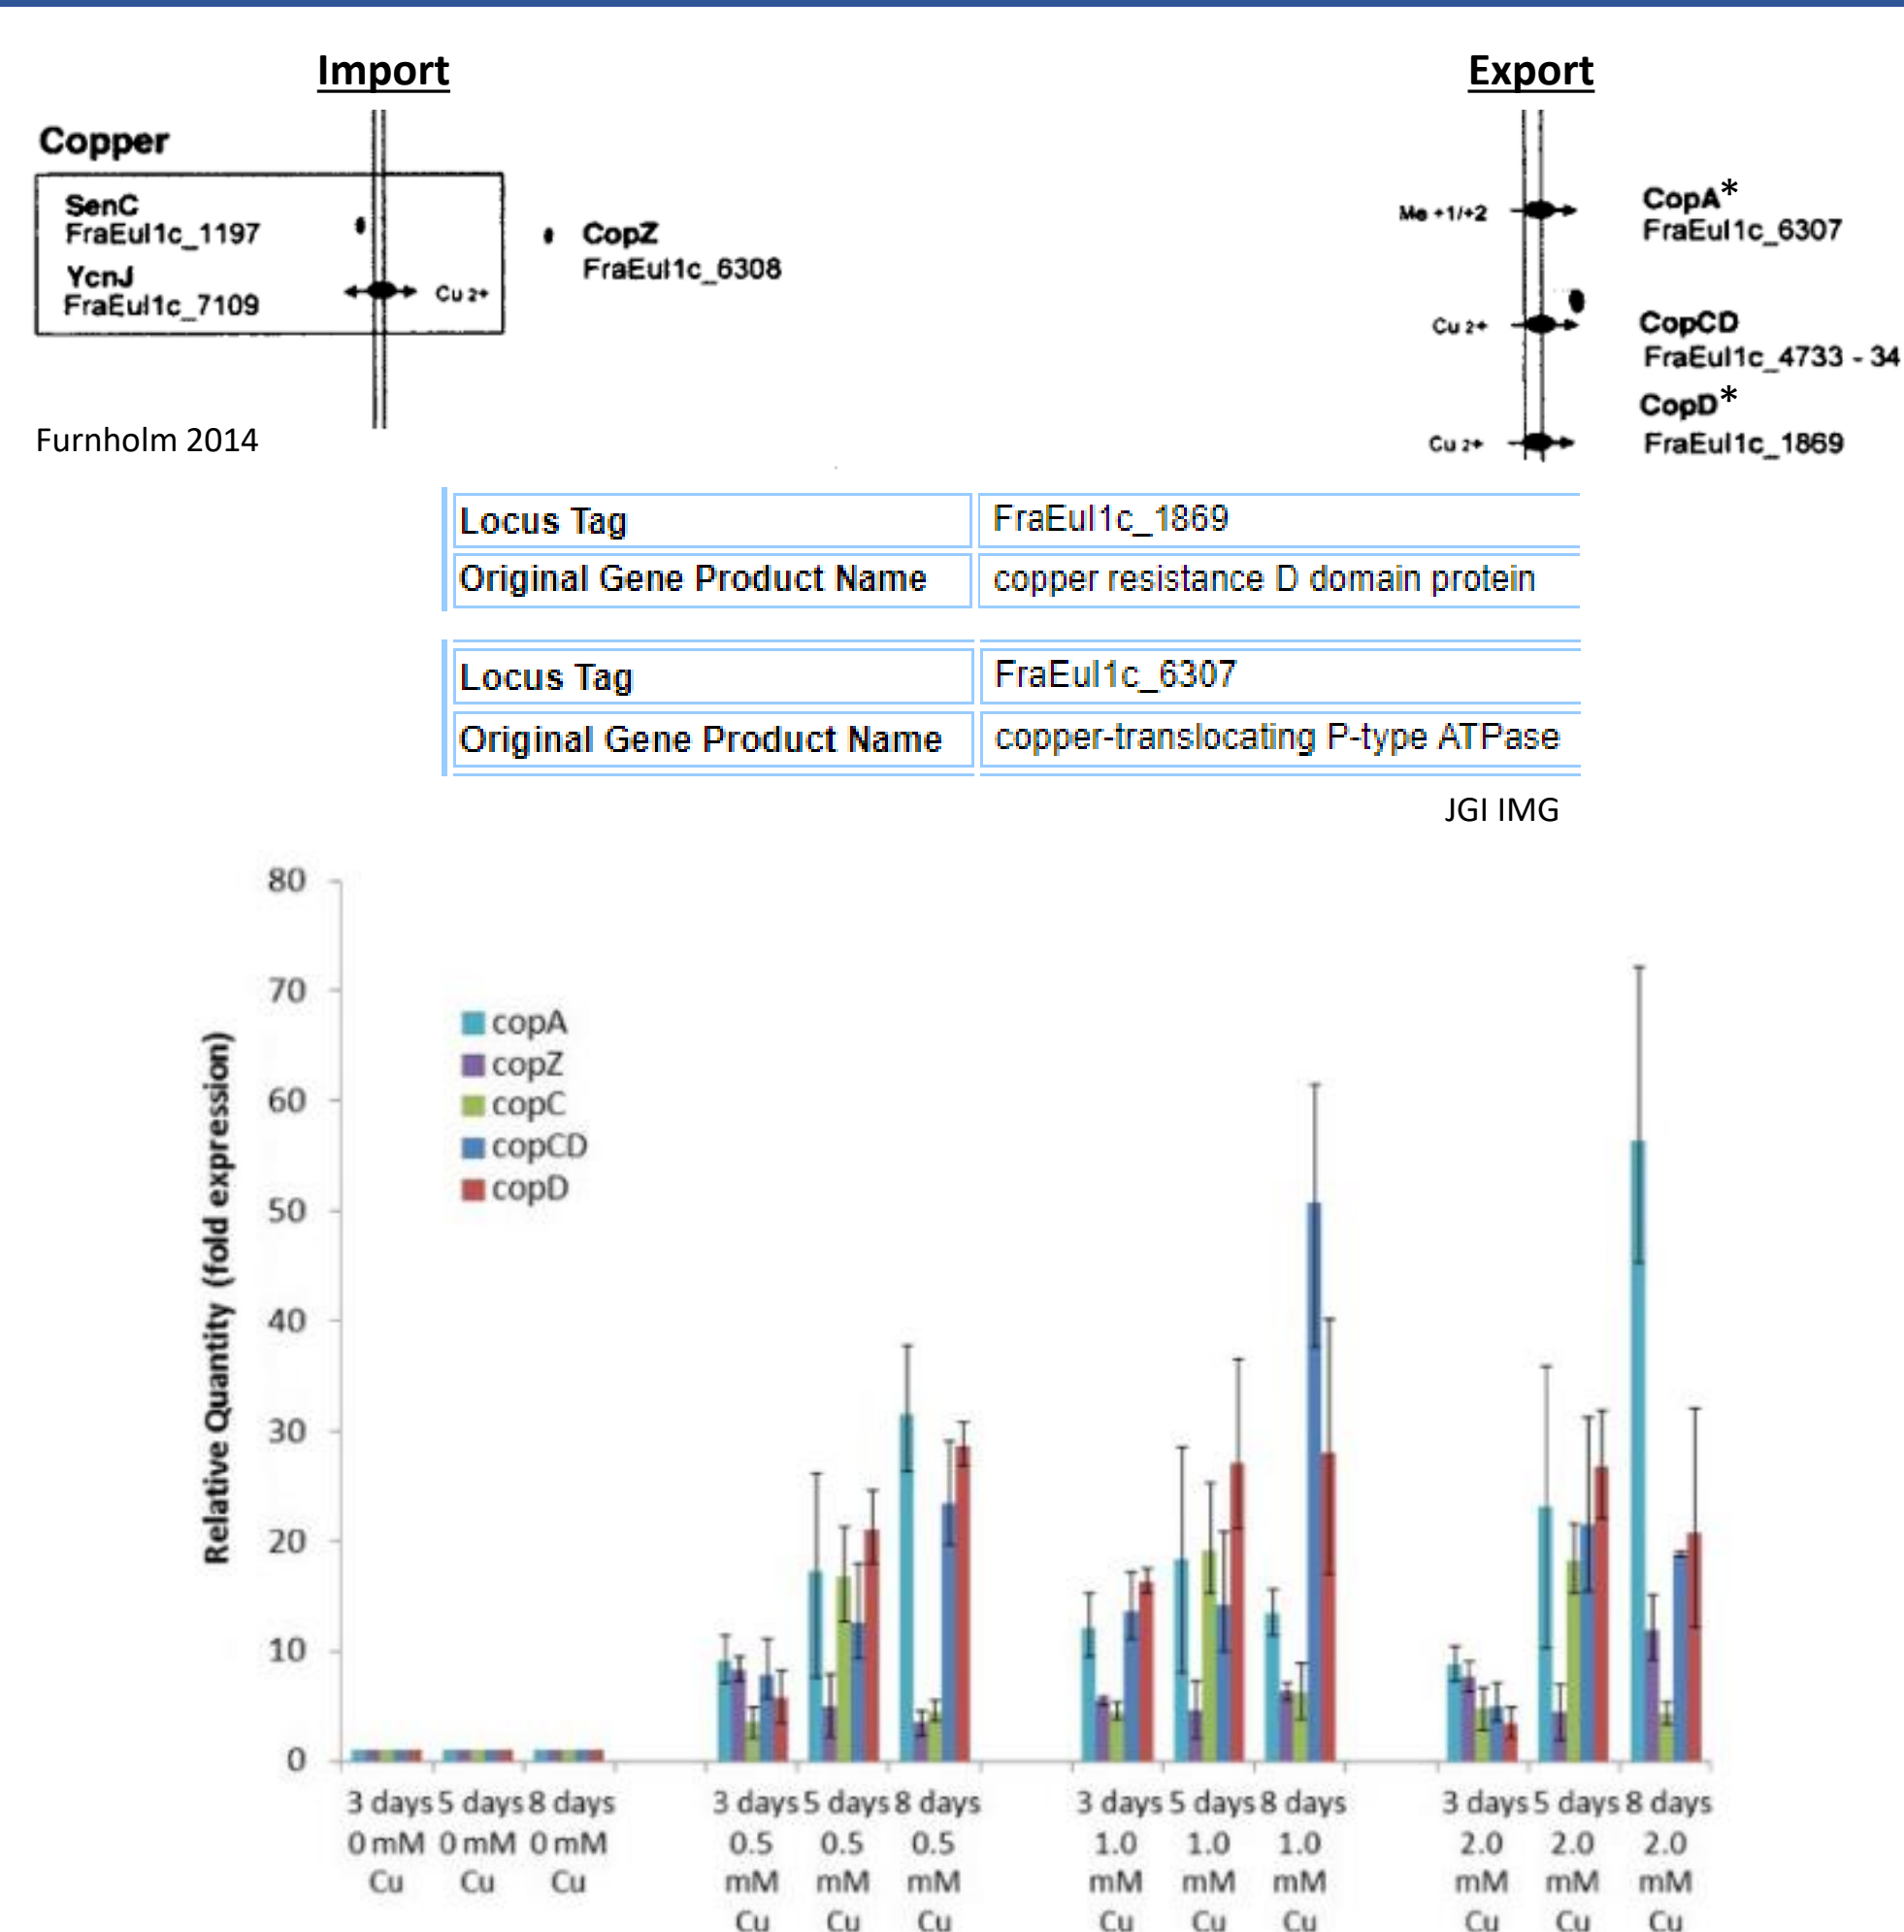 Import
Export
Copper
SenC
FraEul1c_1197
YcnJ
FraEul1c_7109
Cu 2+
CopZ
FraEul1c_6308
Furnholm 2014
Me +1/+2
CopA*
FraEul1c_6307
Cu 2+
CopCD
FraEul1c_4733 - 34
CopD*
Cu 2+
FraEul1c_1869
Locus Tag FraEul1c_1869
Original Gene Product Name copper resistance D domain protein
Locus Tag FraEul1c_6307
Original Gene Product Name copper-translocating P-type ATPase
JGI IMG
Relative Quantity (fold expression)
80
70
60
50
40
30
20
10
0
copA
copZ
copC
copCD
copD
3 days 5 days 8 days 3 days 5 days 8 days 3 days 5 days 8 days 3 days 5 days 8 days
0 mM 0 mM 0 mM 0.5 0.5 0.5 1.0 1.0 1.0 2.0 2.0 2.0
Cu Cu Cu mM mM mM mM mM mM mM mM mM
Cu Cu Cu Cu Cu Cu Cu Cu Cu